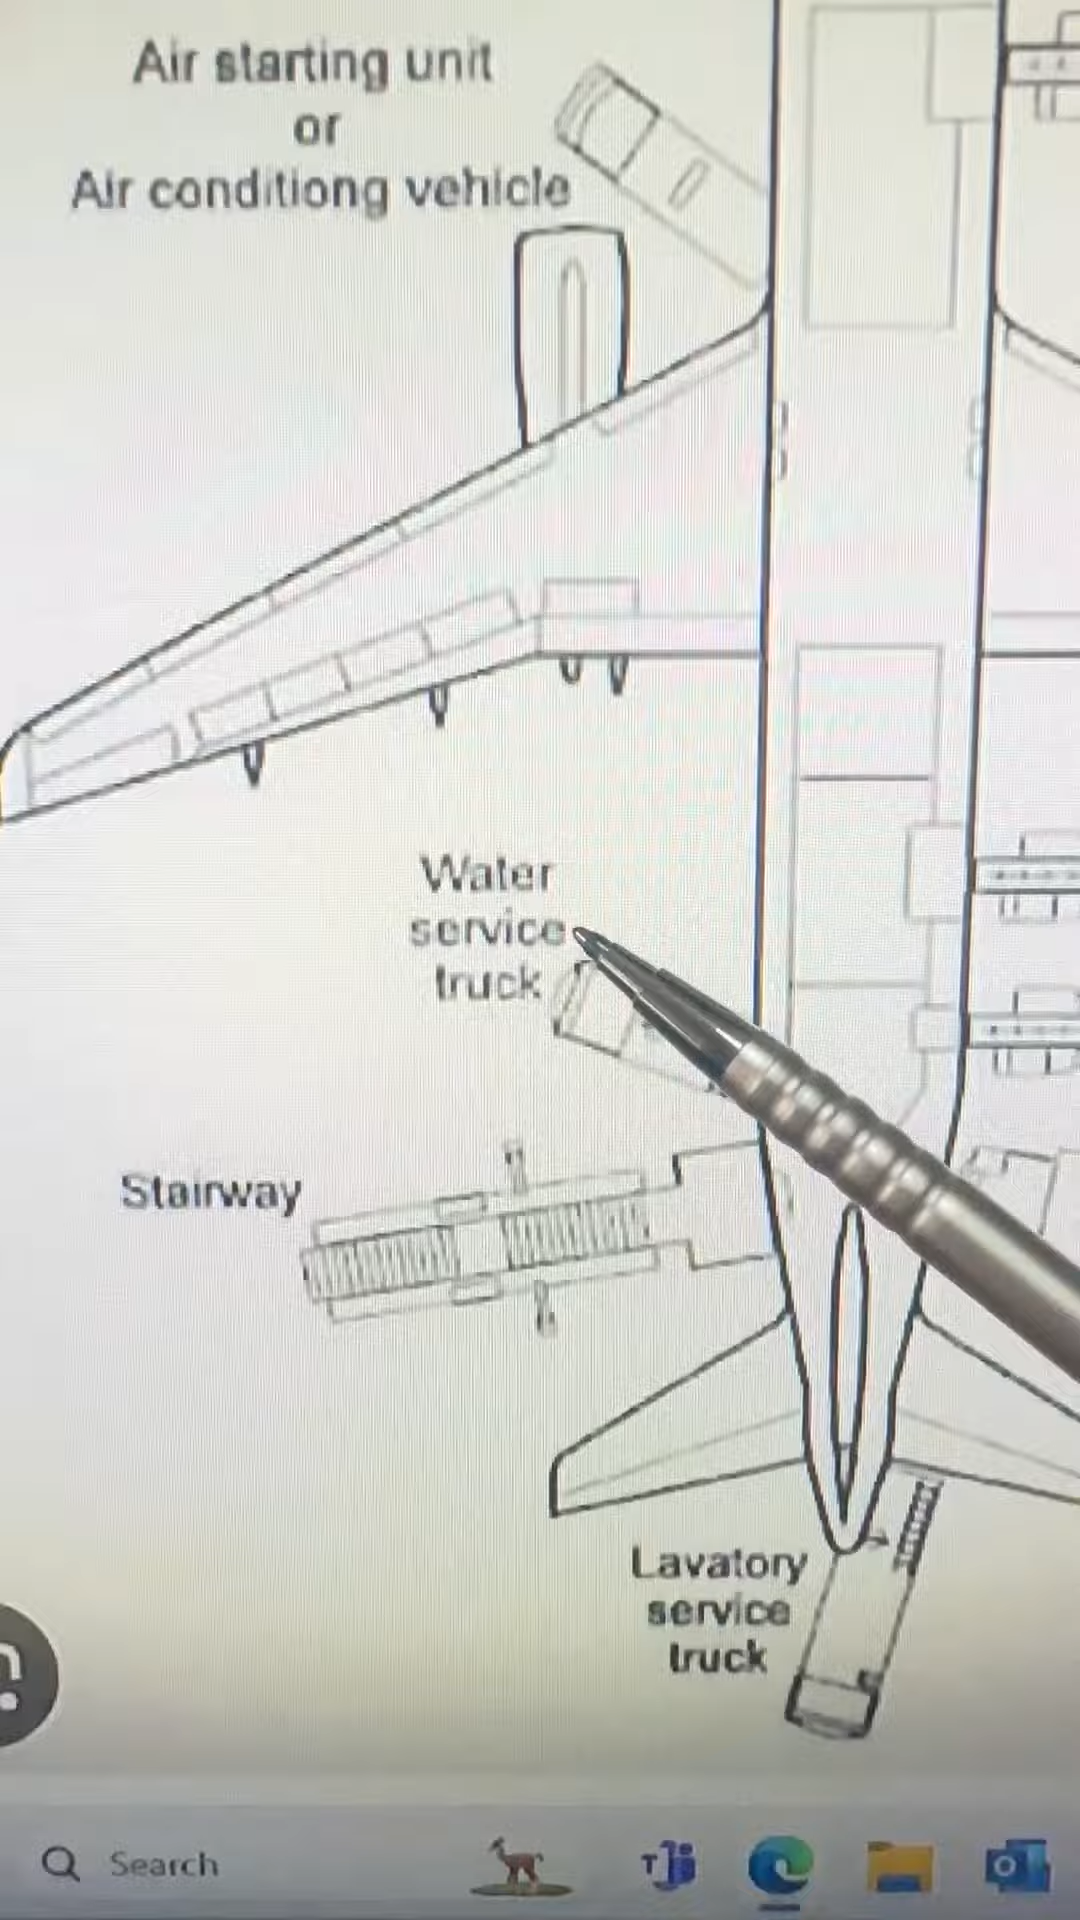 Air starting unit
or
Air conditiong vehicle
Water
service
truck
Stairway
Lavatory
service
truck
Search